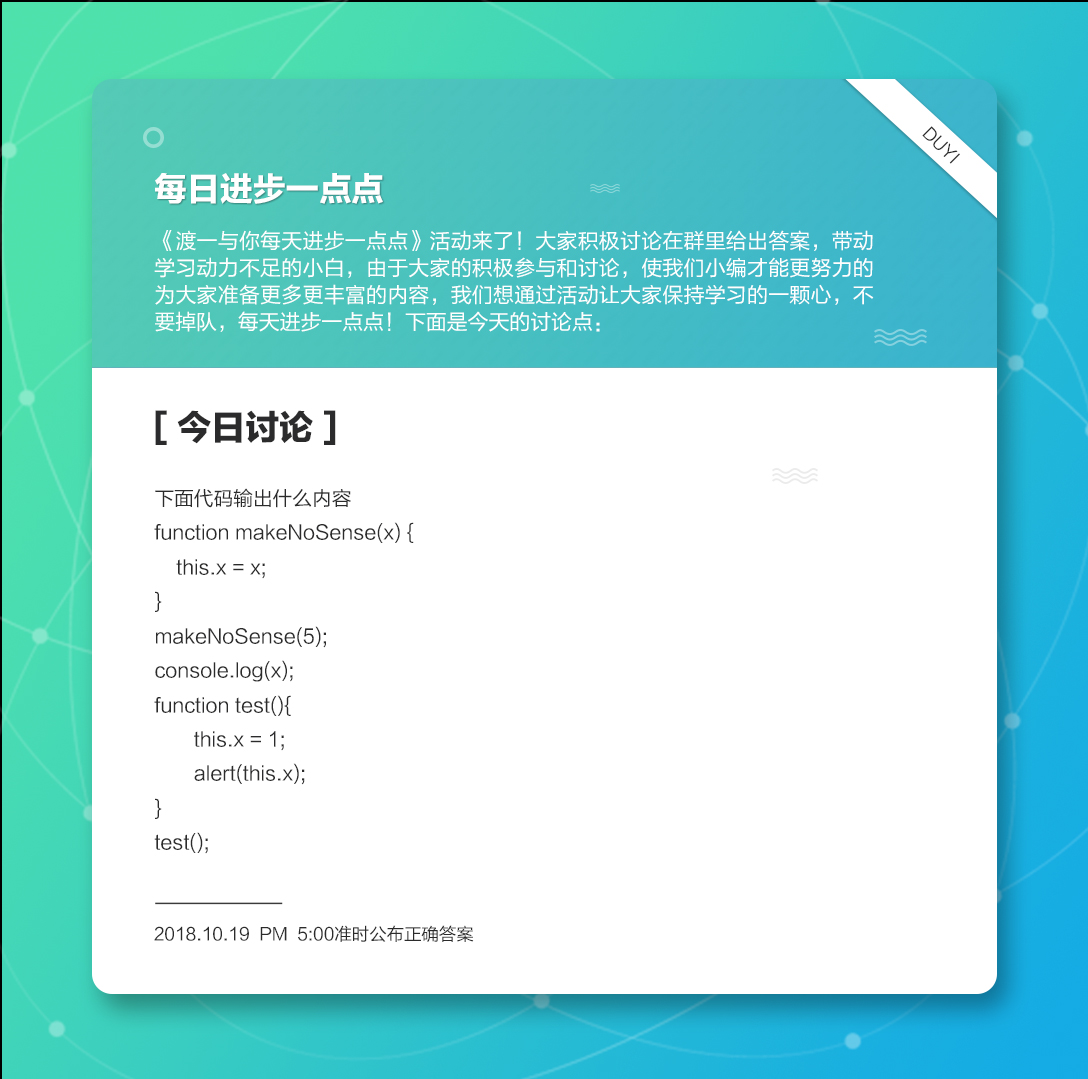 DUYI
每日进步一点点
《渡一与你每天进步一点点》活动来了！大家积极讨论在群里给出答案，带动
学习动力不足的小白，由于大家的积极参与和讨论，使我们小编才能更努力的
为大家准备更多更丰富的内容，我们想通过活动让大家保持学习的一颗心，不
要掉队，每天进步一点点！下面是今天的讨论点：
[ 今日讨论 ]
下面代码输出什么内容
function makeNoSense(x) {
    this.x = x;
}
makeNoSense(5);
console.log(x);
function test(){
        this.x = 1;
        alert(this.x);
}
test();
2018.10.19  PM  5:00准时公布正确答案